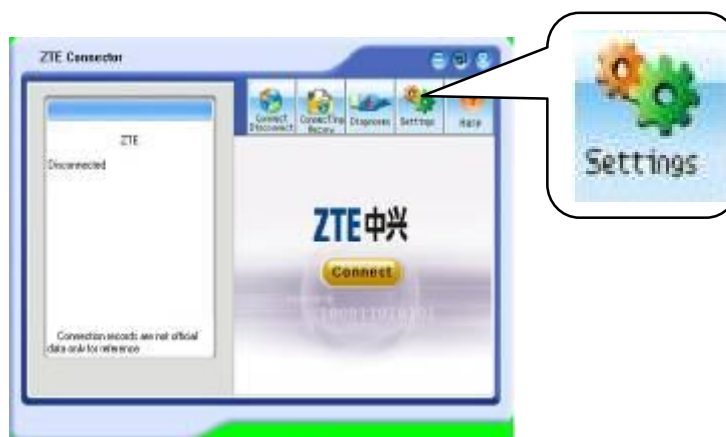 ZTE Connector
Connect Disconnect
Connecting
Diagnoses
Settings
Help
ZTE
Disconnected
ZTE中兴
Connect
Connection records are not official
data only for reference
Settings